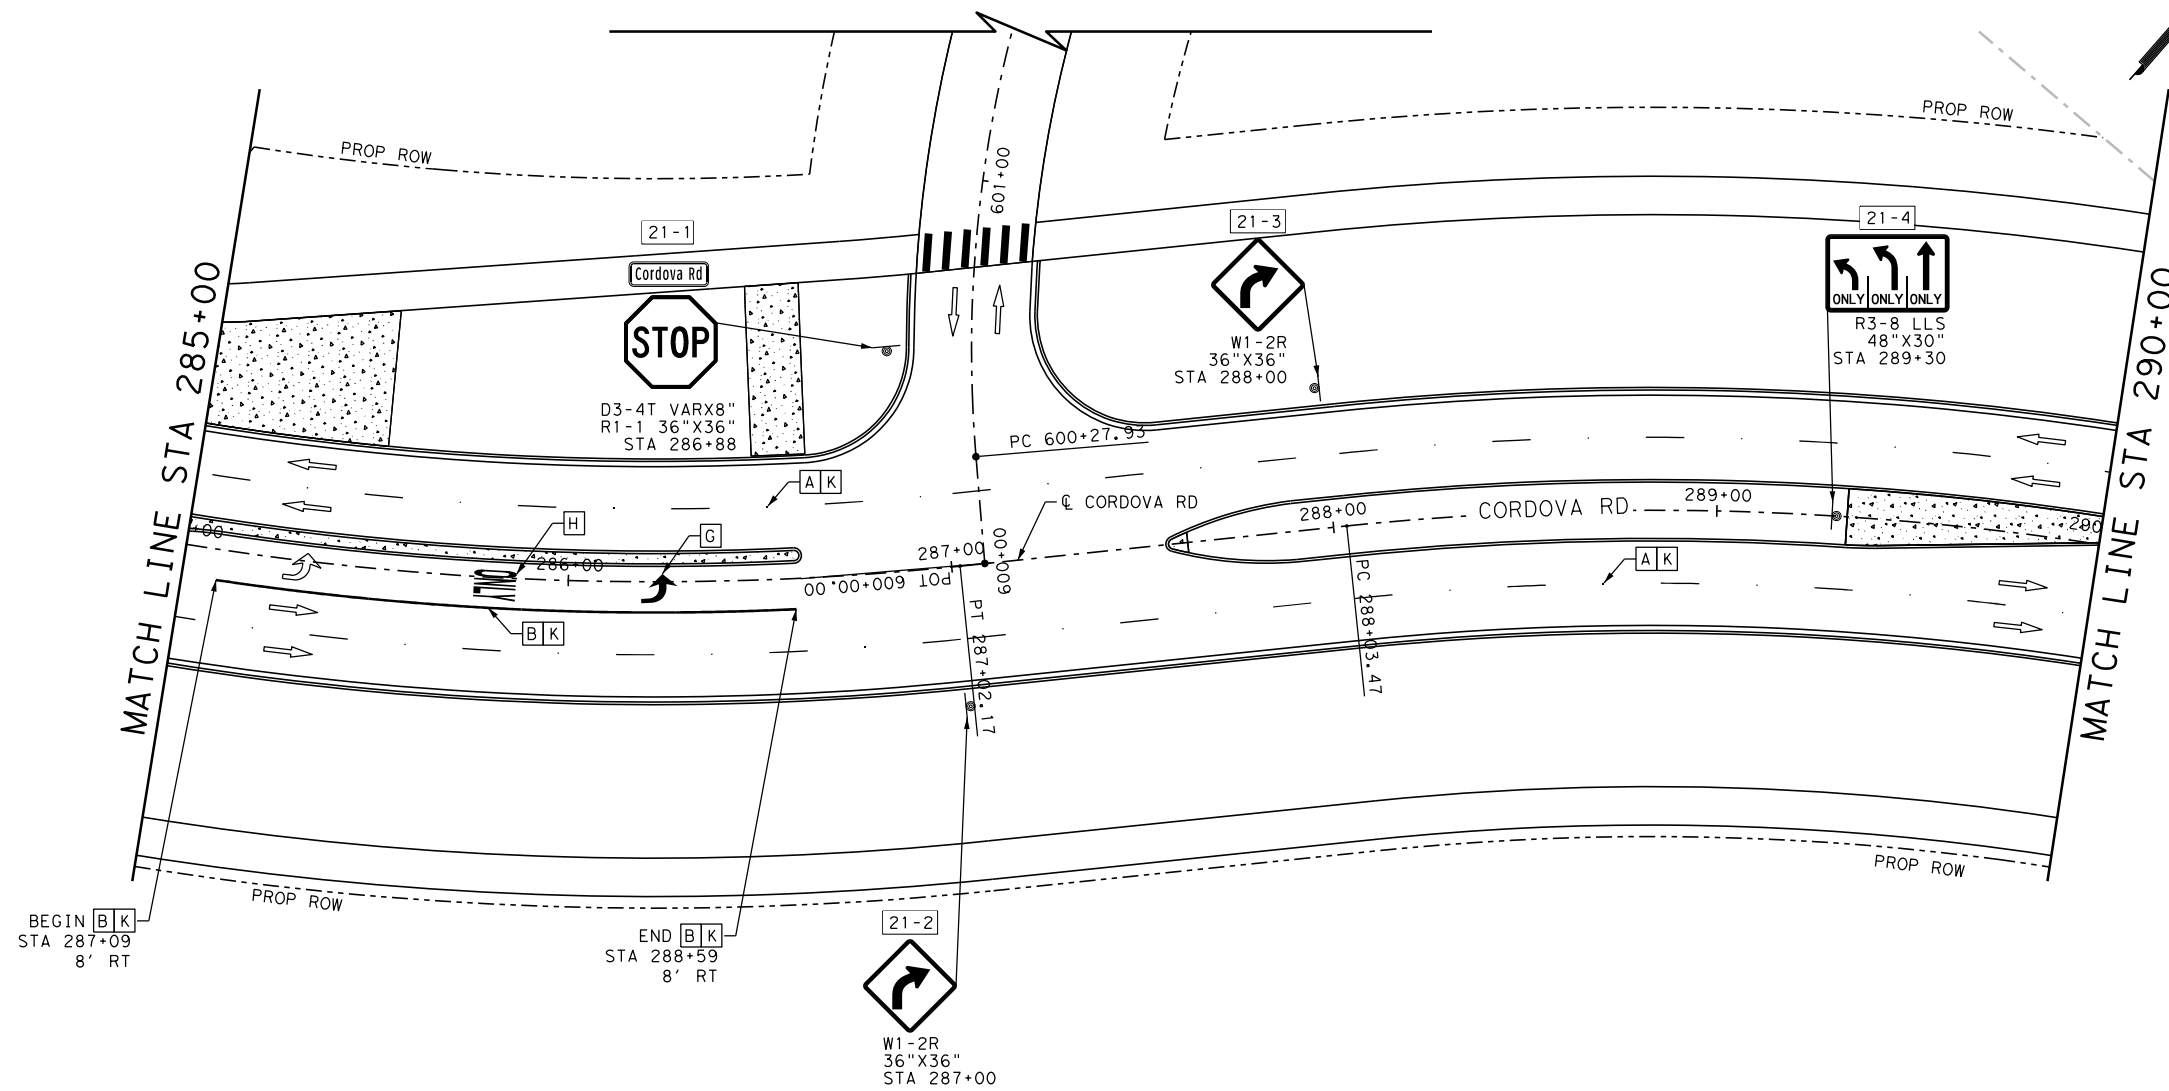 PROP ROW
PROP ROW
601+00
21-1
21-3
21-4
Cordova Rd
STOP
D3-4T VARX8"
R1-1 36"X36"
STA 286+88
W1-2R
36"X36"
STA 288+00
ONLY ONLY ONLY
R3-8 LLS
48"X30"
STA 289+30
MATCH LINE STA 285+00
MATCH LINE STA 290+00
PC 600+27.93
A K
℄ CORDOVA RD
H
G
+00
286+00
287+00
288+00
CORDOVA RD
289+00
290
POT 600+00.00
600+00
A K
B K
PT 287+02.17
PC 288+03.47
PROP ROW
PROP ROW
BEGIN B K
STA 287+09
8' RT
END B K
STA 288+59
8' RT
21-2
W1-2R
36"X36"
STA 287+00